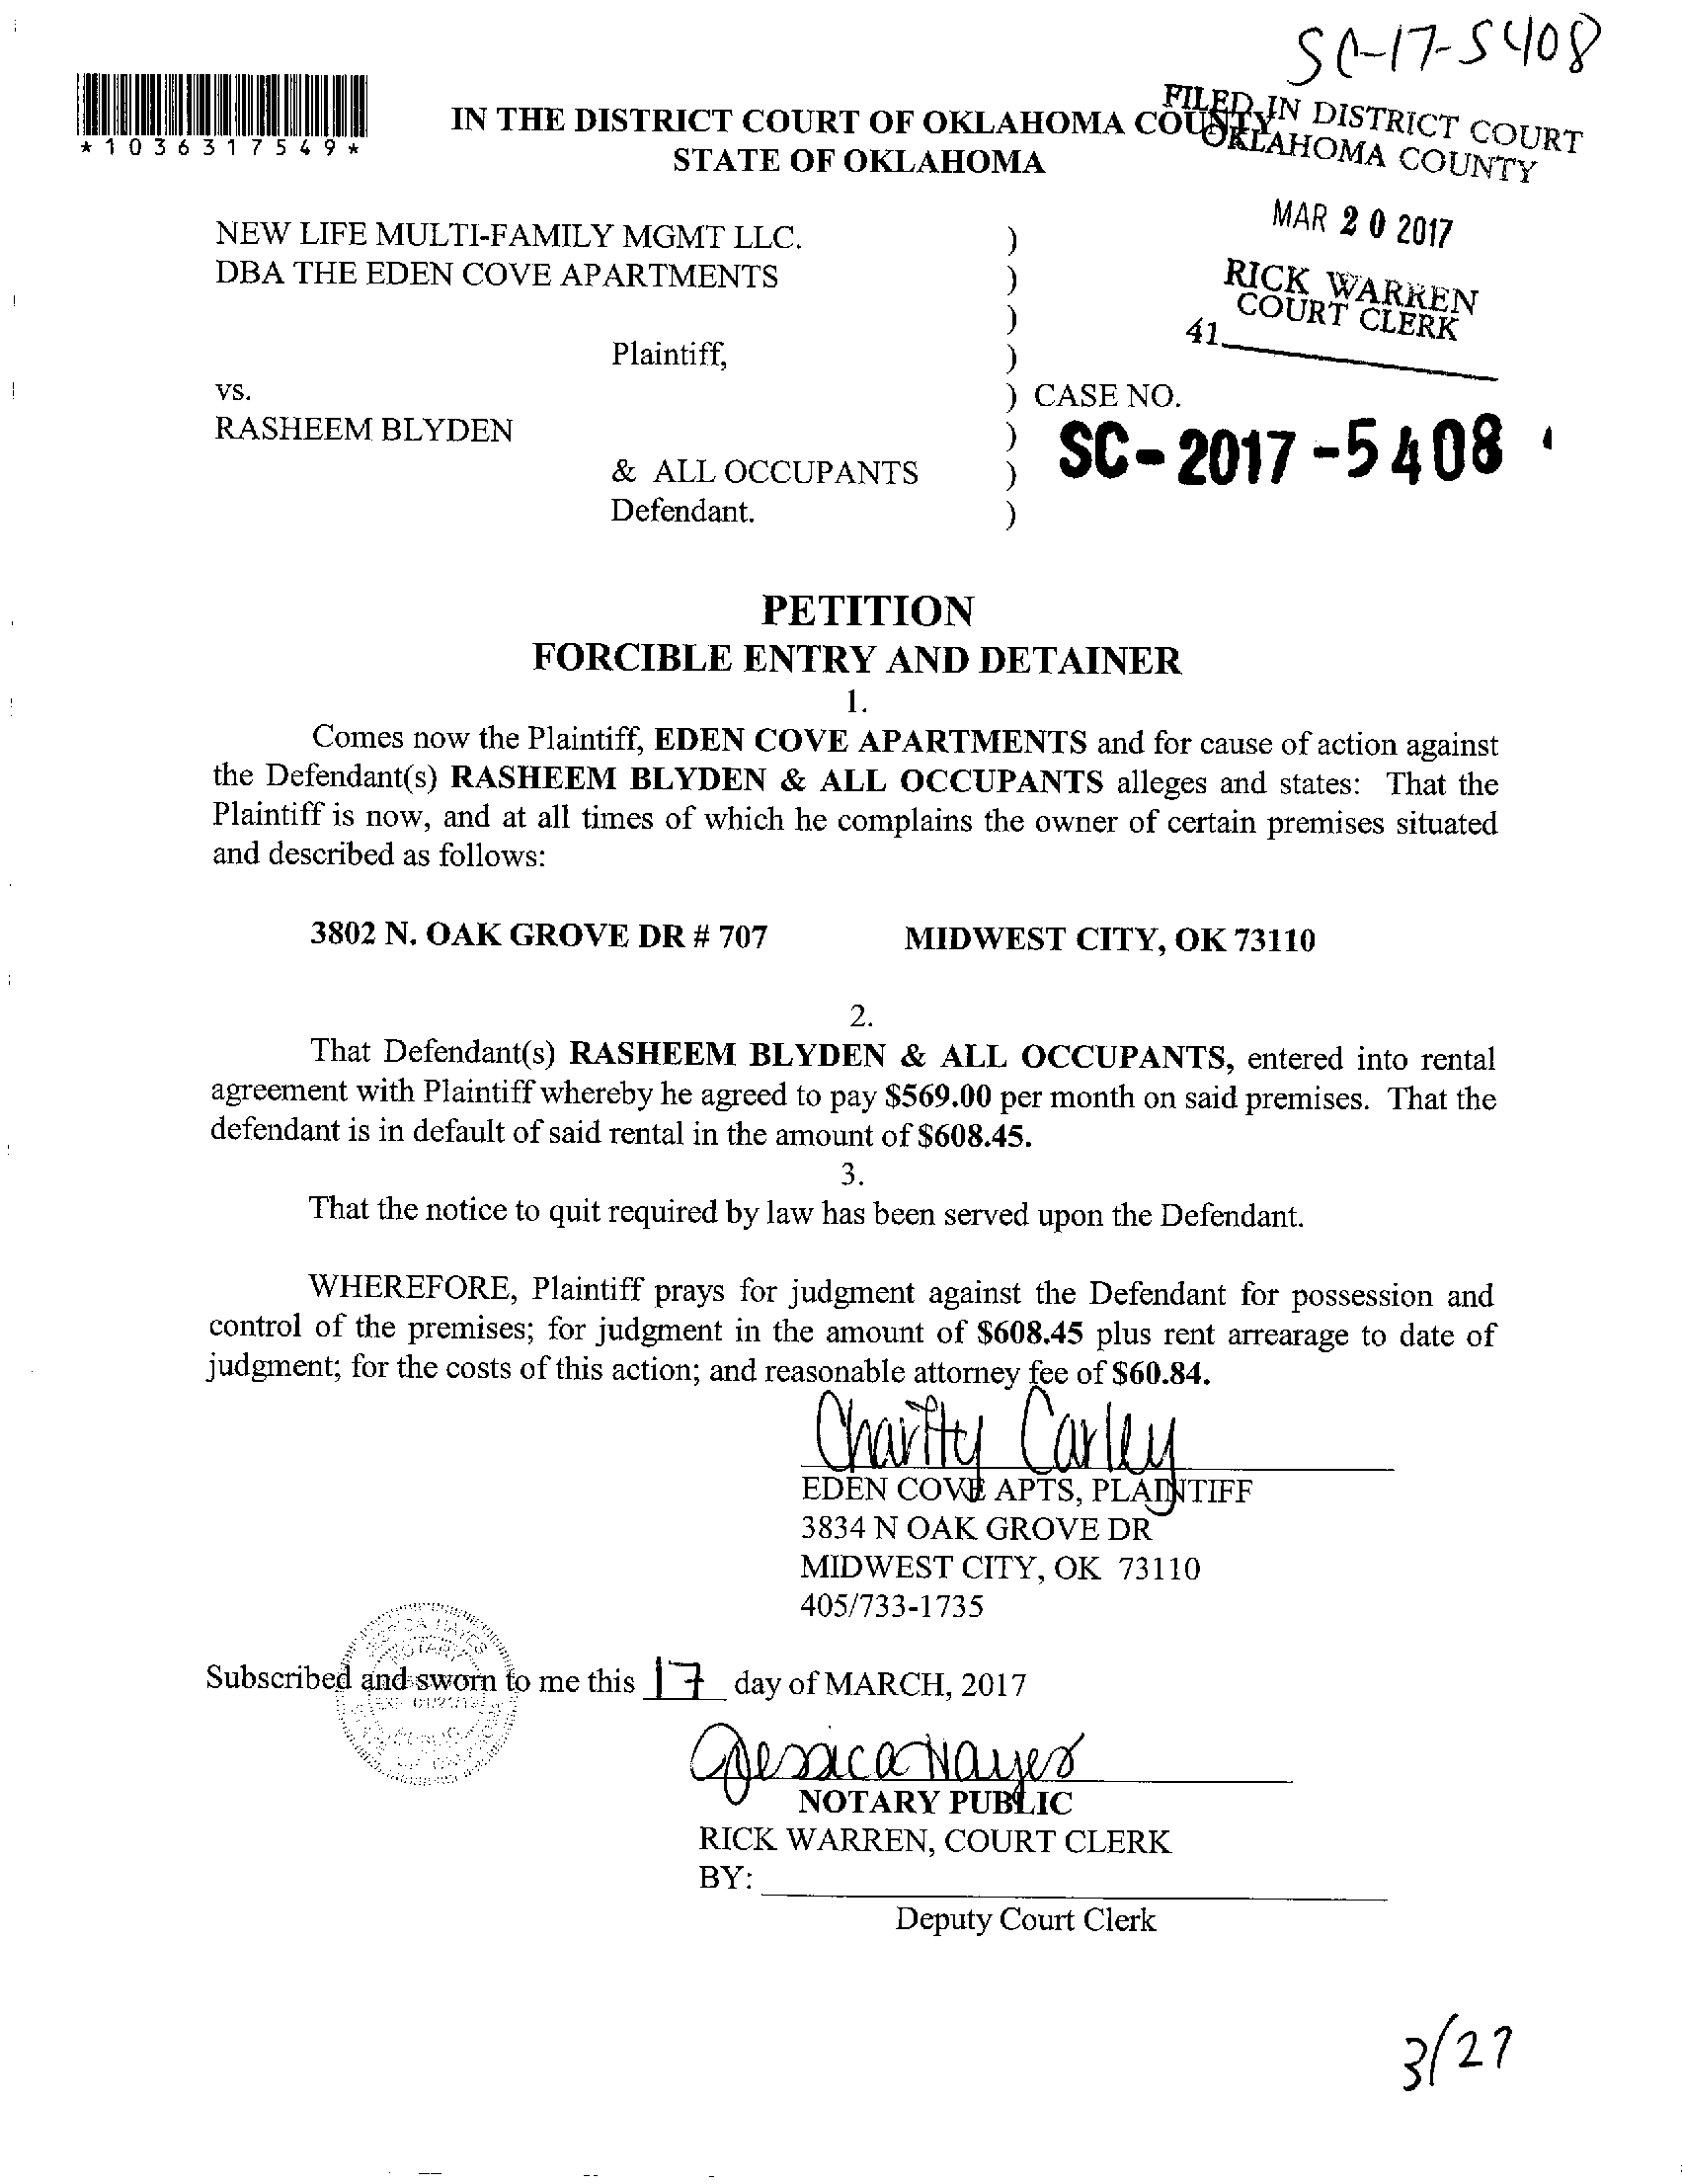 SC-17-5408
*1036317549*
IN THE DISTRICT COURT OF OKLAHOMA COUNTY
STATE OF OKLAHOMA
FILED IN DISTRICT COURT
OKLAHOMA COUNTY
MAR 20 2017
RICK WARREN
COURT CLERK
41
NEW LIFE MULTI-FAMILY MGMT LLC. )
DBA THE EDEN COVE APARTMENTS )
)
Plaintiff, )
vs. ) CASE NO.
RASHEEM BLYDEN ) SC-2017-5408
& ALL OCCUPANTS )
Defendant. )
PETITION
FORCIBLE ENTRY AND DETAINER
1.
Comes now the Plaintiff, EDEN COVE APARTMENTS and for cause of action against
the Defendant(s) RASHEEM BLYDEN & ALL OCCUPANTS alleges and states: That the
Plaintiff is now, and at all times of which he complains the owner of certain premises situated
and described as follows:
3802 N. OAK GROVE DR # 707 MIDWEST CITY, OK 73110
2.
That Defendant(s) RASHEEM BLYDEN & ALL OCCUPANTS, entered into rental
agreement with Plaintiff whereby he agreed to pay $569.00 per month on said premises. That the
defendant is in default of said rental in the amount of $608.45.
3.
That the notice to quit required by law has been served upon the Defendant.
WHEREFORE, Plaintiff prays for judgment against the Defendant for possession and
control of the premises; for judgment in the amount of $608.45 plus rent arrearage to date of
judgment; for the costs of this action; and reasonable attorney fee of $60.84.
Charity Carley
EDEN COVE APTS, PLAINTIFF
3834 N OAK GROVE DR
MIDWEST CITY, OK 73110
405/733-1735
Subscribed and sworn to me this 17 day of MARCH, 2017
Jessica Hayes
NOTARY PUBLIC
RICK WARREN, COURT CLERK
BY:
Deputy Court Clerk
3/27